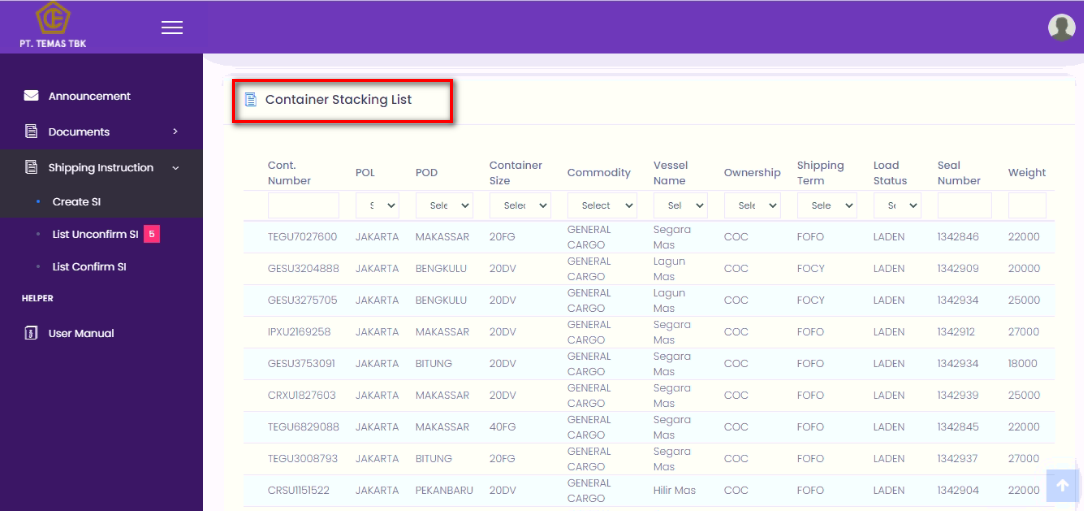 PT. TEMAS TBK
Announcement
Documents
Shipping Instruction
Create SI
List Unconfirm SI 5
List Confirm SI
HELPER
User Manual
Container Stacking List
Cont. Number POL POD Container Size Commodity Vessel Name Ownership Shipping Term Load Status Seal Number Weight
S Sele Selec Select Sel Sele Sele Se
TEGU7027600 JAKARTA MAKASSAR 20FG GENERAL CARGO Segara Mas COC FOFO LADEN 1342846 22000
GESU3204888 JAKARTA BENGKULU 20DV GENERAL CARGO Lagun Mas COC FOCY LADEN 1342909 20000
GESU3275705 JAKARTA BENGKULU 20DV GENERAL CARGO Lagun Mas COC FOCY LADEN 1342934 25000
IPXU2169258 JAKARTA MAKASSAR 20DV GENERAL CARGO Segara Mas COC FOFO LADEN 1342912 27000
GESU3753091 JAKARTA BITUNG 20DV GENERAL CARGO Segara Mas COC FOFO LADEN 1342934 18000
CRXU1827603 JAKARTA MAKASSAR 20DV GENERAL CARGO Segara Mas COC FOFO LADEN 1342939 25000
TEGU6829088 JAKARTA MAKASSAR 40FG GENERAL CARGO Segara Mas COC FOFO LADEN 1342845 22000
TEGU3008793 JAKARTA BITUNG 20FG GENERAL CARGO Segara Mas COC FOFO LADEN 1342937 27000
CRSU1151522 JAKARTA PEKANBARU 20DV GENERAL CARGO Hilir Mas COC FOFO LADEN 1342904 22000